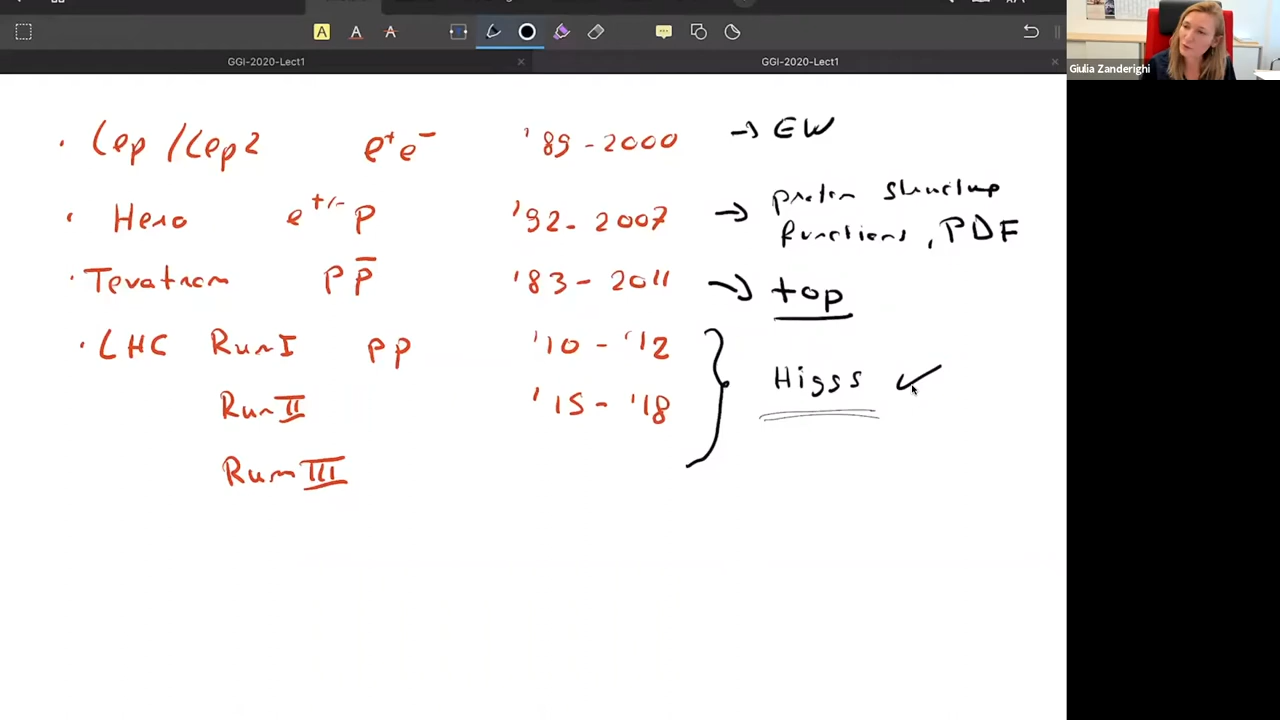 A A A
GGI-2020-Lect1 × GGI-2020-Lect1 ×
Giulia Zanderighi
· Lep /Lep2 e⁺e⁻ '89-2000 → EW
· Hera e⁺/⁻ p '92-2007 → proton structure
functions, PDF
· Tevatron p p̄ '83-2011 → top
· LHC Run I pp '10-'12
Higgs ✓
Run II '15-'18
Run III